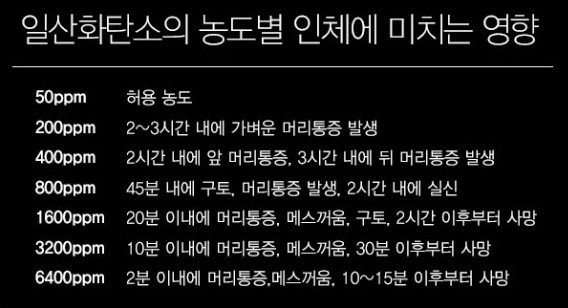 일산화탄소의 농도별 인체에 미치는 영향
50ppm 허용 농도
200ppm 2~3시간 내에 가벼운 머리통증 발생
400ppm 2시간 내에 앞 머리통증, 3시간 내에 뒤 머리통증 발생
800ppm 45분 내에 구토, 머리통증 발생, 2시간 내에 실신
1600ppm 20분 이내에 머리통증, 메스꺼움, 구토, 2시간 이후부터 사망
3200ppm 10분 이내에 머리통증, 메스꺼움, 30분 이후부터 사망
6400ppm 2분 이내에 머리통증,메스꺼움, 10~15분 이후부터 사망